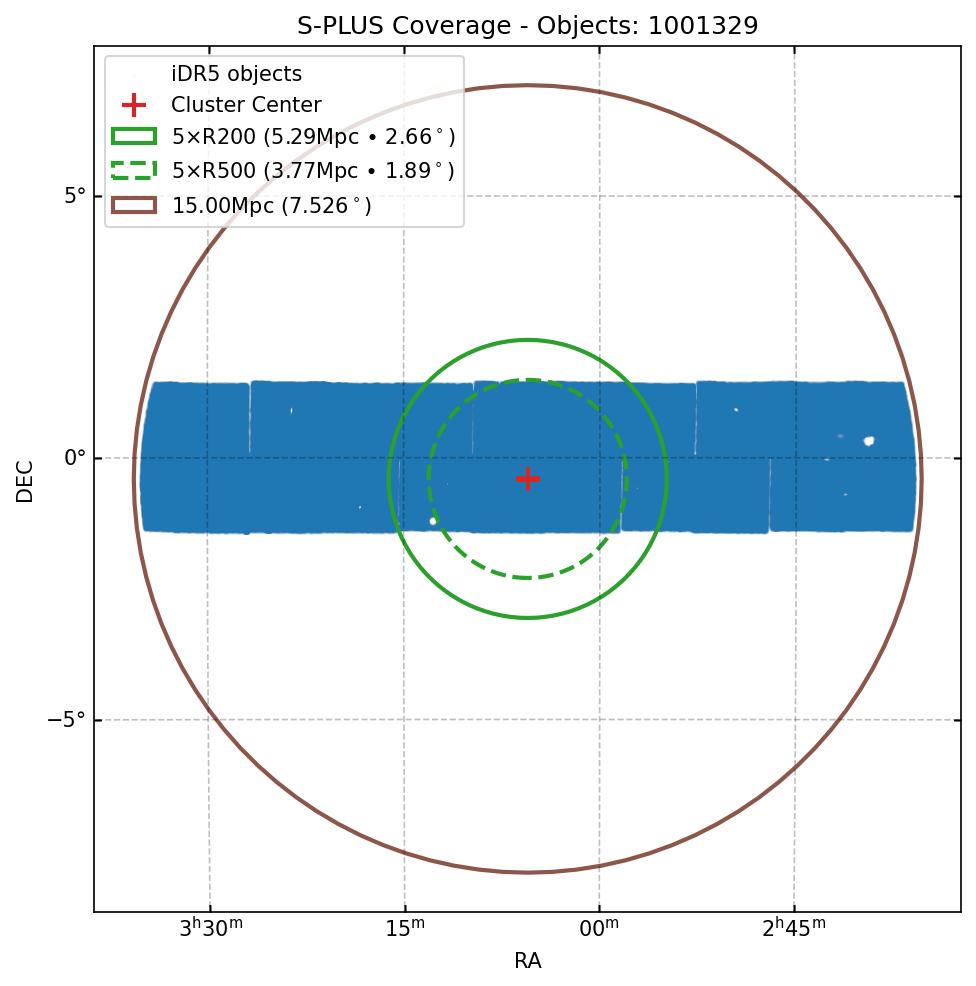 S-PLUS Coverage - Objects: 1001329
iDR5 objects
Cluster Center
5×R200 (5.29Mpc • 2.66°)
5×R500 (3.77Mpc • 1.89°)
15.00Mpc (7.526°)
5°
0°
−5°
DEC
3ʰ30ᵐ 15ᵐ 00ᵐ 2ʰ45ᵐ
RA